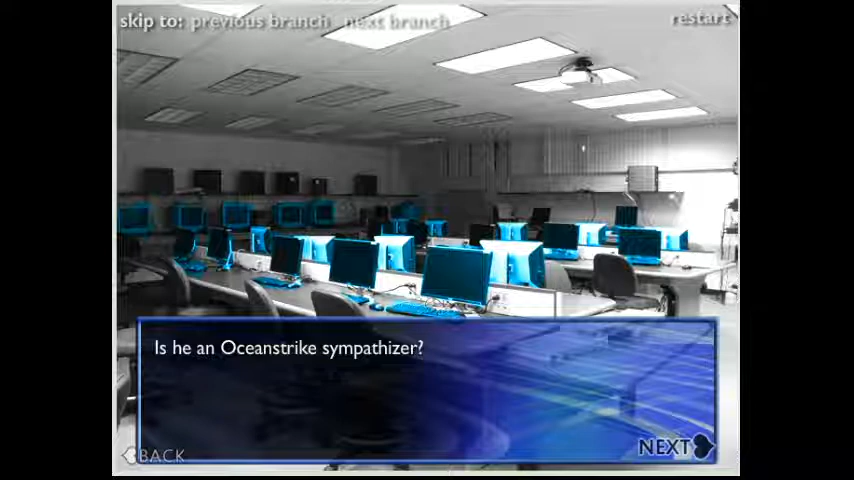 skip to: previous branch next branch restart
Is he an Oceanstrike sympathizer?
BACK NEXT